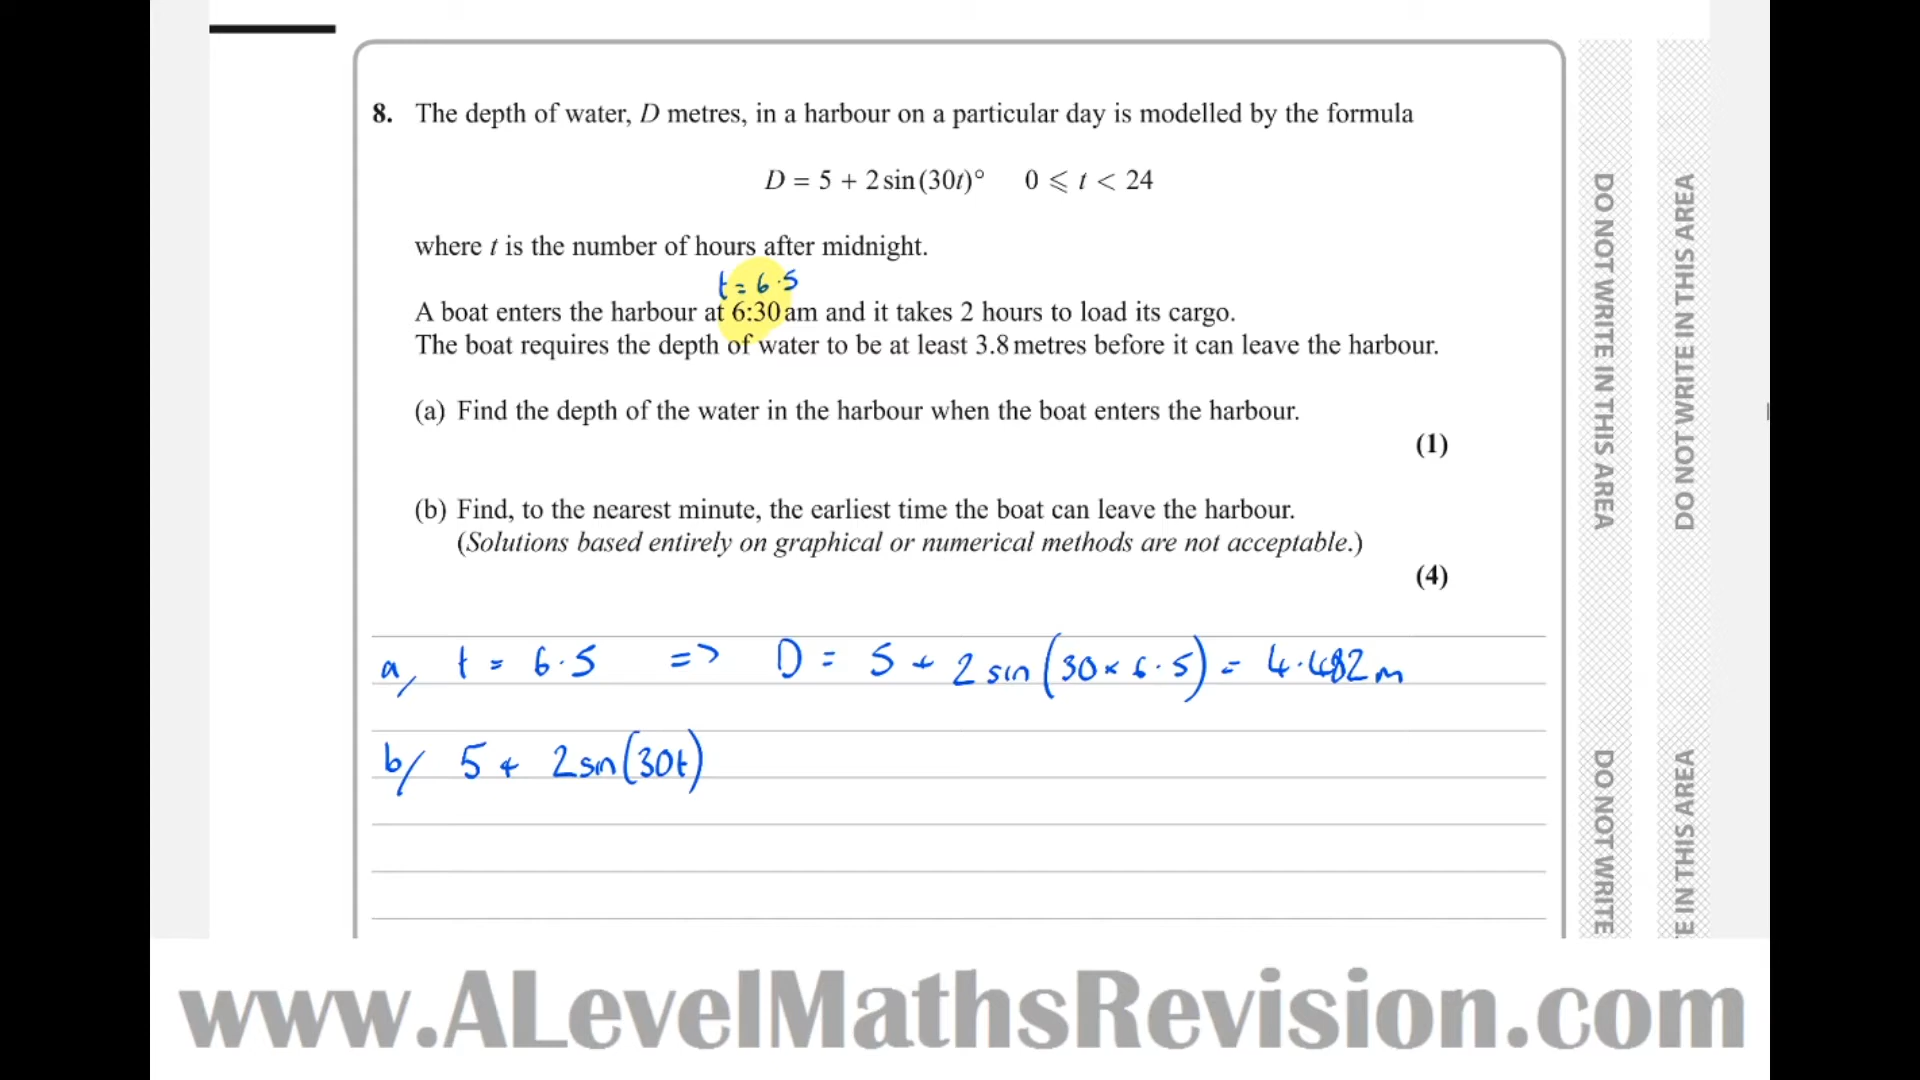 8. The depth of water, D metres, in a harbour on a particular day is modelled by the formula
D = 5 + 2 sin(30t)° 0 ⩽ t < 24
where t is the number of hours after midnight.
t = 6.5
A boat enters the harbour at 6:30 am and it takes 2 hours to load its cargo.
The boat requires the depth of water to be at least 3.8 metres before it can leave the harbour.
(a) Find the depth of the water in the harbour when the boat enters the harbour.
(1)
(b) Find, to the nearest minute, the earliest time the boat can leave the harbour.
(Solutions based entirely on graphical or numerical methods are not acceptable.)
(4)
a/ t = 6.5 => D = 5 + 2 sin(30 × 6.5) = 4.482m
b/ 5 + 2 sin(30t)
DO NOT WRITE IN THIS AREA
DO NOT WRITE IN THIS AREA
DO NOT WRITE
E IN THIS AREA
www.ALevelMathsRevision.com